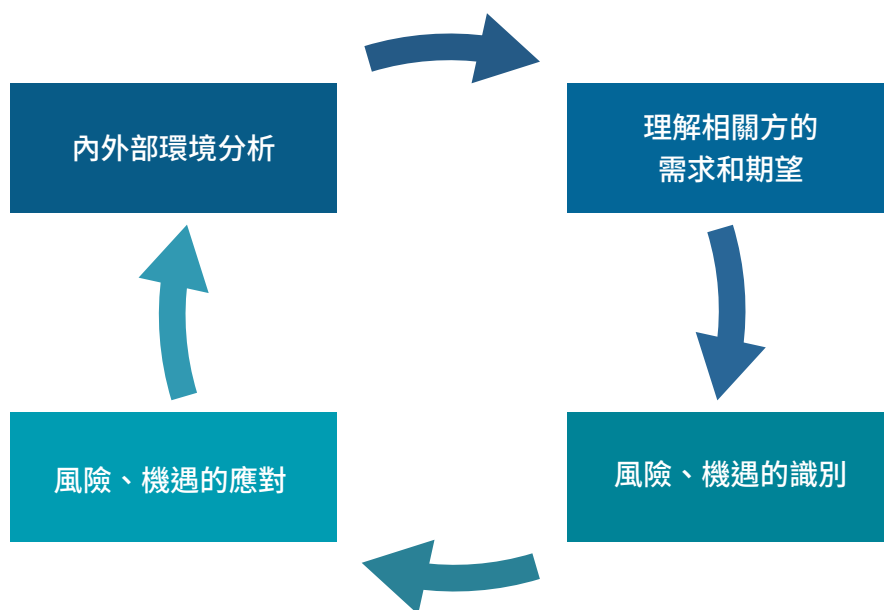 內外部環境分析
理解相關方的
需求和期望
風險、機遇的應對
風險、機遇的識別